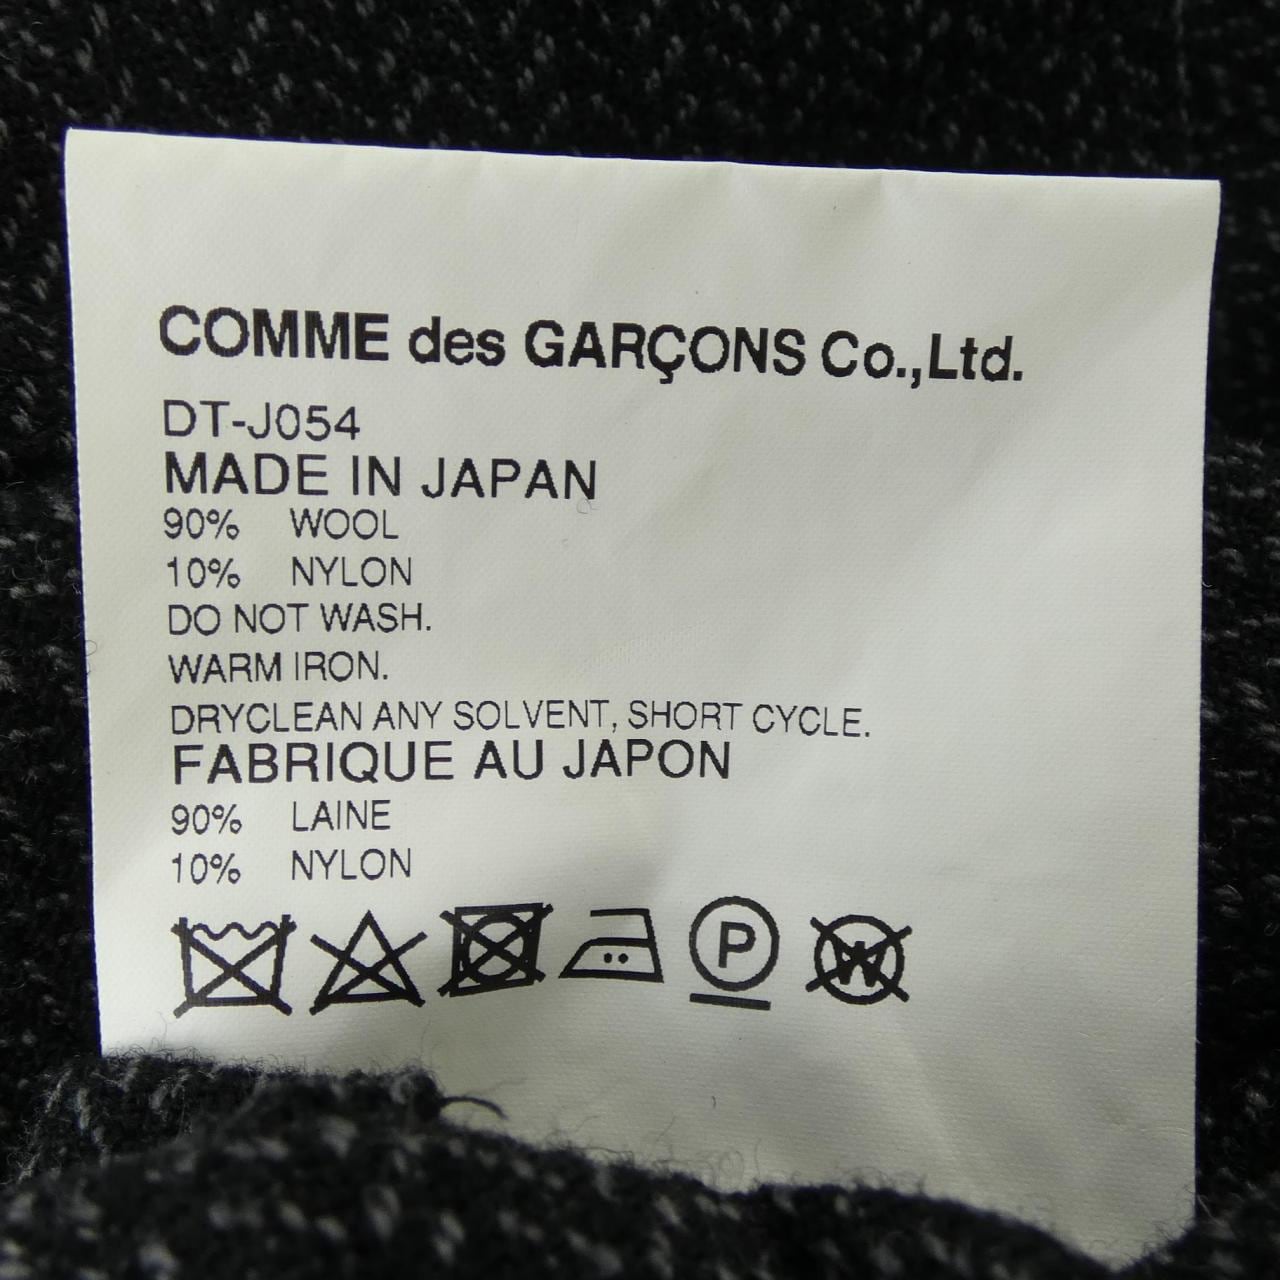 COMME des GARÇONS Co.,Ltd.
DT-J054
MADE IN JAPAN
90% WOOL
10% NYLON
DO NOT WASH.
WARM IRON.
DRYCLEAN ANY SOLVENT, SHORT CYCLE.
FABRIQUE AU JAPON
90% LAINE
10% NYLON
P W